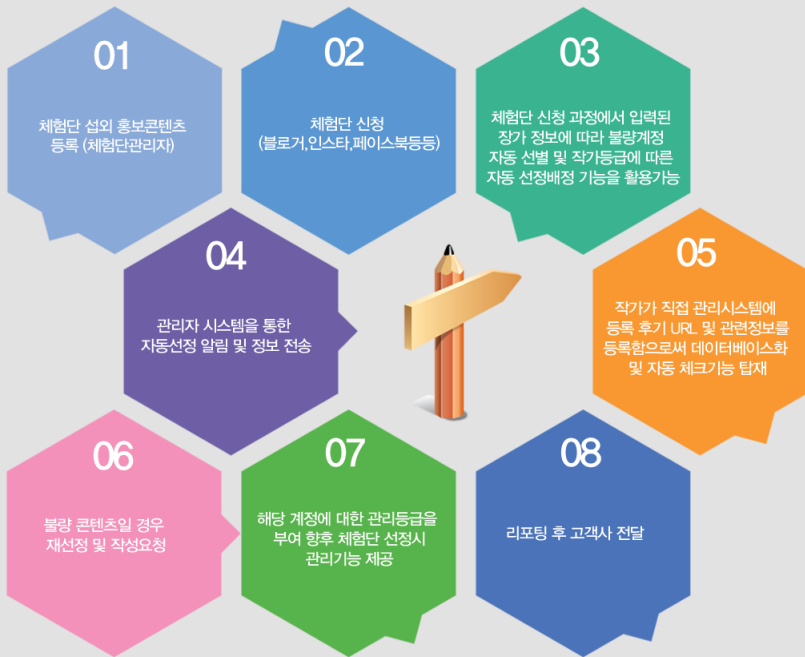 01
체험단 섭외 홍보콘텐츠
등록 (체험단관리자)
02
체험단 신청
(블로거,인스타,페이스북등등)
03
체험단 신청 과정에서 입력된
장가 정보에 따라 불량계정
자동 선별 및 작가등급에 따른
자동 선정배정 기능을 활용가능
04
관리자 시스템을 통한
자동선정 알림 및 정보 전송
05
작가가 직접 관리시스템에
등록 후기 URL 및 관련정보를
등록함으로써 데이터베이스화
및 자동 체크기능 탑재
06
불량 콘텐츠일 경우
재선정 및 작성요청
07
해당 계정에 대한 관리등급을
부여 향후 체험단 선정시
관리기능 제공
08
리포팅 후 고객사 전달